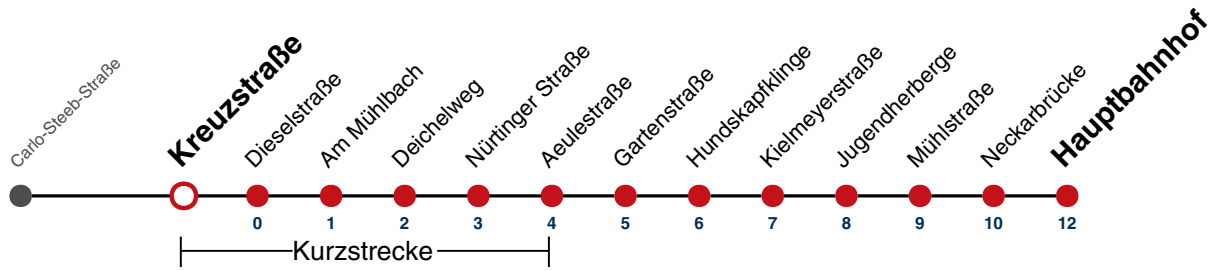 Carlo-Steeb-Straße
Kreuzstraße
Dieselstraße
Am Mühlbach
Deichelweg
Nürtinger Straße
Aeulestraße
Gartenstraße
Hundskapfklinge
Kielmeyerstraße
Jugendherberge
Mühlstraße
Neckarbrücke
Hauptbahnhof
0 1 2 3 4 5 6 7 8 9 10 12
Kurzstrecke